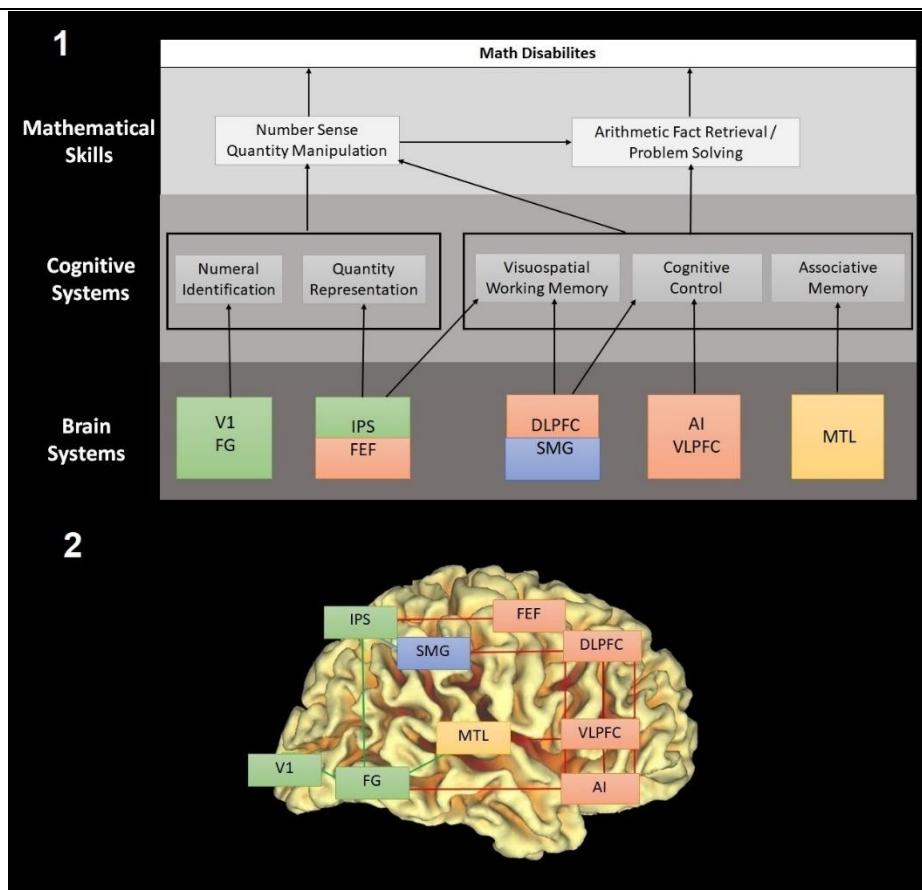 1
Math Disabilites
Mathematical
Skills
Number Sense
Quantity Manipulation
Arithmetic Fact Retrieval /
Problem Solving
Cognitive
Systems
Numeral
Identification
Quantity
Representation
Visuospatial
Working Memory
Cognitive
Control
Associative
Memory
Brain
Systems
V1
FG
IPS
FEF
DLPFC
SMG
AI
VLPFC
MTL
2
IPS
FEF
SMG
DLPFC
MTL
VLPFC
V1
FG
AI